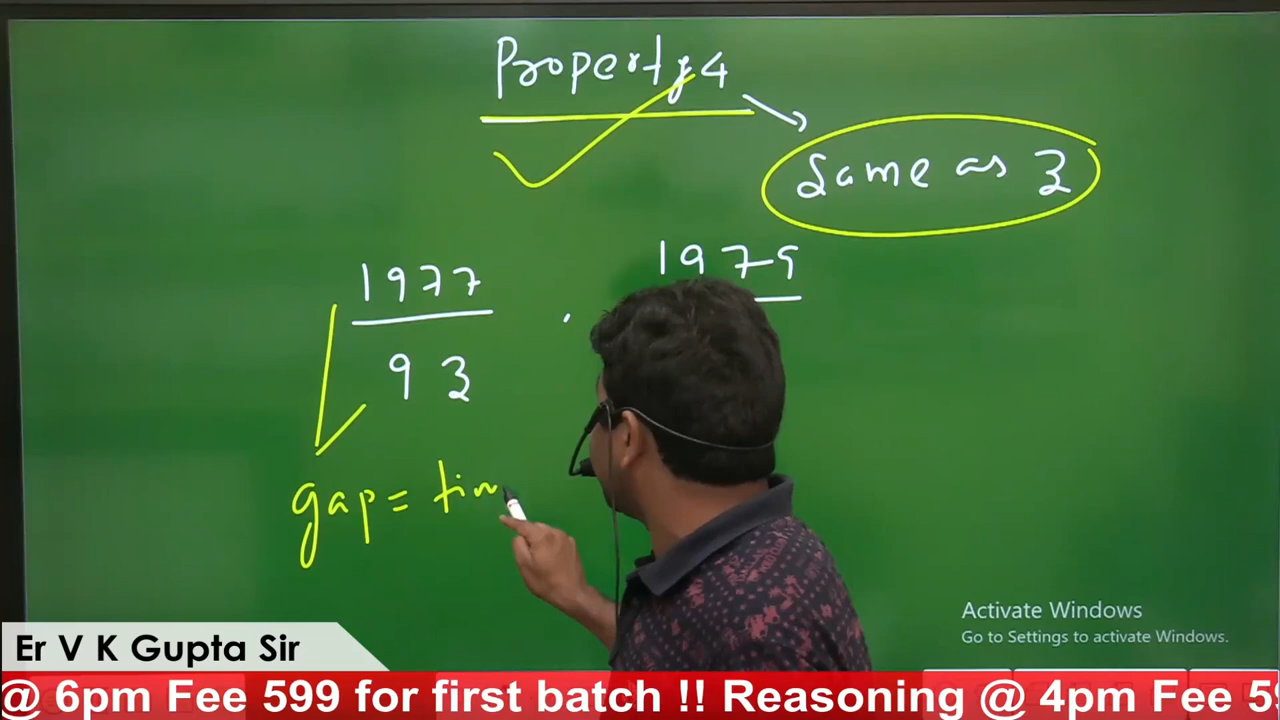 Property 4
Same as 3
1977
93
1979
gap = tim
Activate Windows
Go to Settings to activate Windows.
Er V K Gupta Sir
@ 6pm Fee 599 for first batch !! Reasoning @ 4pm Fee 59